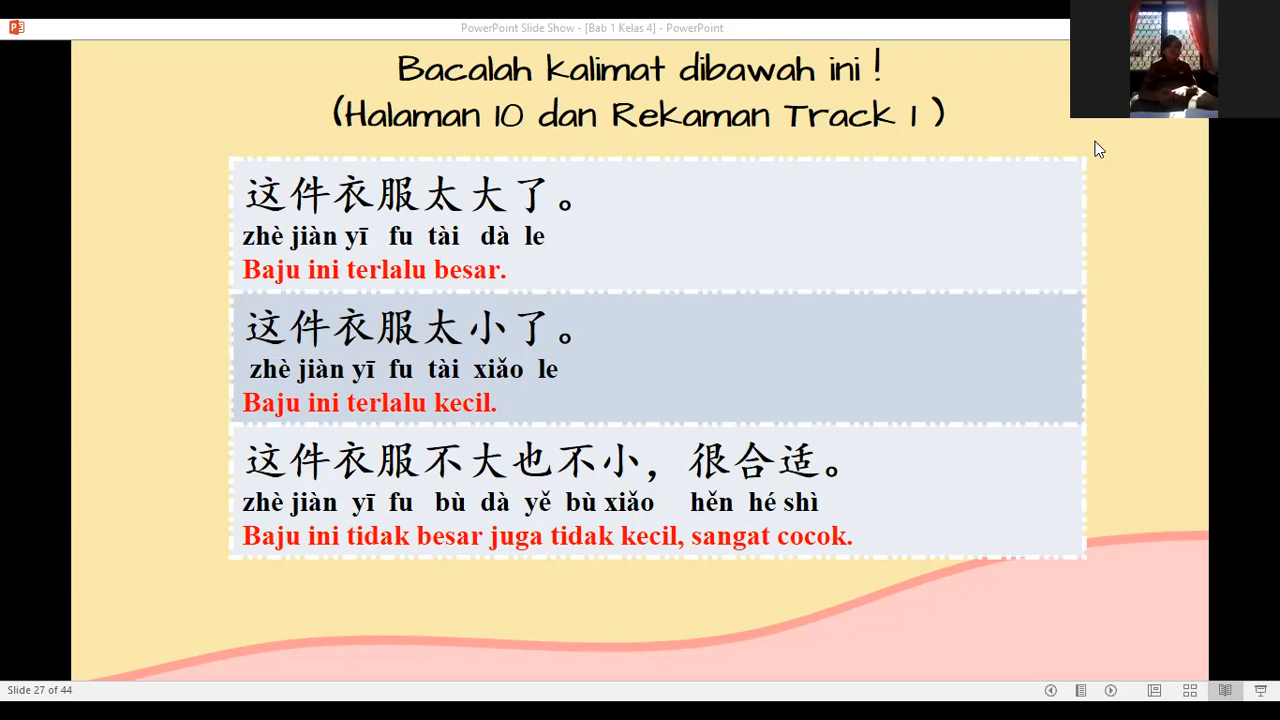 PowerPoint Slide Show - [Bab 1 Kelas 4] - PowerPoint
Bacalah kalimat dibawah ini !
(Halaman 10 dan Rekaman Track 1 )
这件衣服太大了。
zhè jiàn yī fu tài dà le
Baju ini terlalu besar.
这件衣服太小了。
zhè jiàn yī fu tài xiǎo le
Baju ini terlalu kecil.
这件衣服不大也不小，很合适。
zhè jiàn yī fu bù dà yě bù xiǎo hěn hé shì
Baju ini tidak besar juga tidak kecil, sangat cocok.
Slide 27 of 44